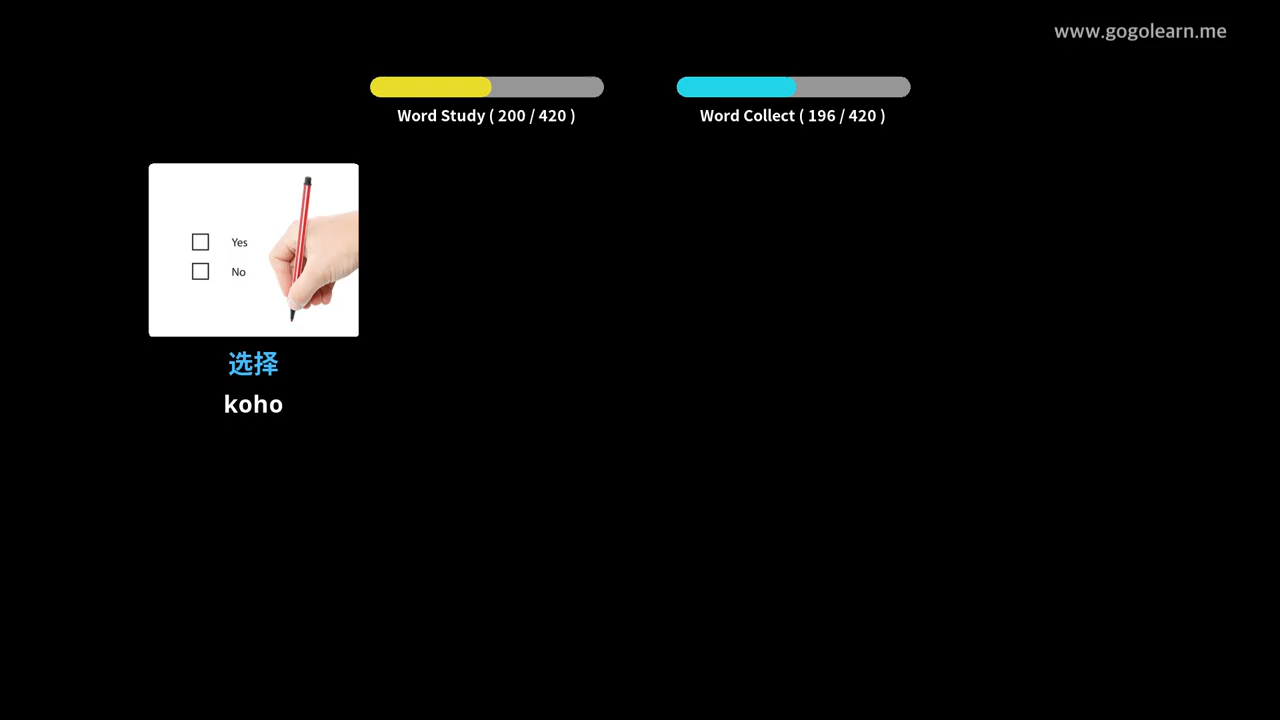 www.gogolearn.me
Word Study ( 200 / 420 )
Word Collect ( 196 / 420 )
Yes
No
选择
koho